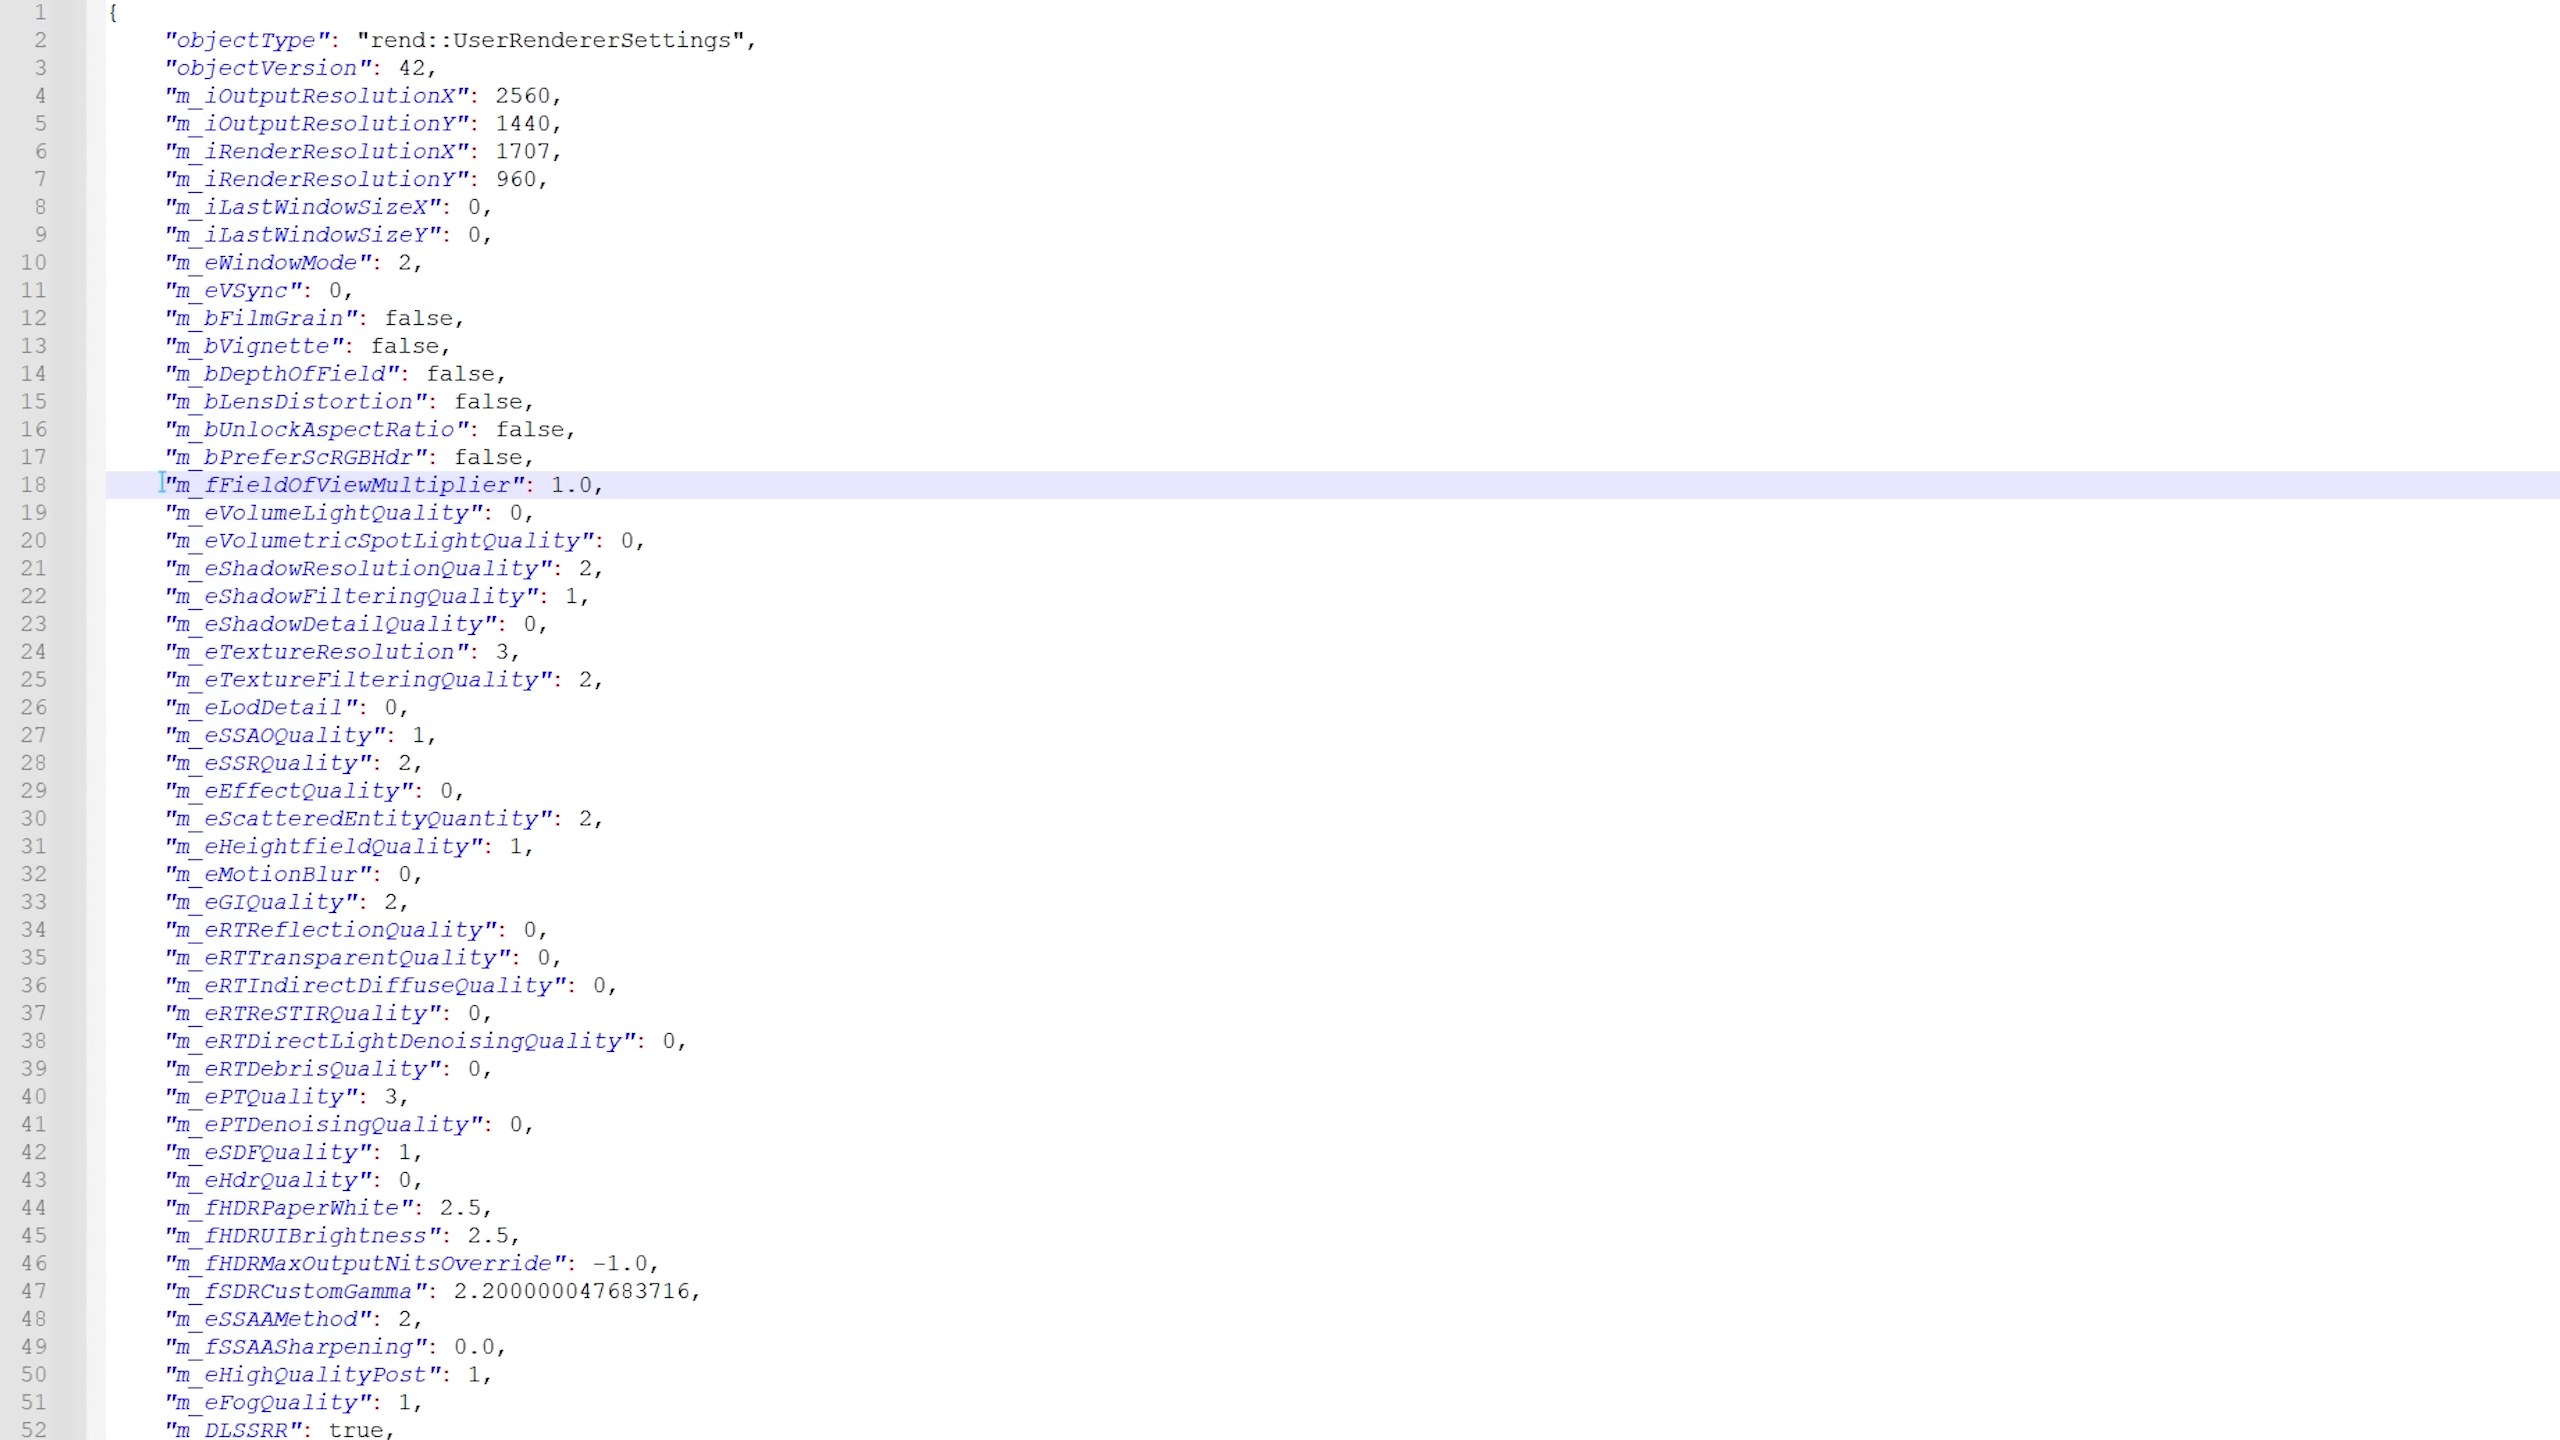 1 {
2 "objectType": "rend::UserRendererSettings",
3 "objectVersion": 42,
4 "m_iOutputResolutionX": 2560,
5 "m_iOutputResolutionY": 1440,
6 "m_iRenderResolutionX": 1707,
7 "m_iRenderResolutionY": 960,
8 "m_iLastWindowSizeX": 0,
9 "m_iLastWindowSizeY": 0,
10 "m_eWindowMode": 2,
11 "m_eVSync": 0,
12 "m_bFilmGrain": false,
13 "m_bVignette": false,
14 "m_bDepthOfField": false,
15 "m_bLensDistortion": false,
16 "m_bUnlockAspectRatio": false,
17 "m_bPreferScRGBHdr": false,
18 "m_fFieldOfViewMultiplier": 1.0,
19 "m_eVolumeLightQuality": 0,
20 "m_eVolumetricSpotLightQuality": 0,
21 "m_eShadowResolutionQuality": 2,
22 "m_eShadowFilteringQuality": 1,
23 "m_eShadowDetailQuality": 0,
24 "m_eTextureResolution": 3,
25 "m_eTextureFilteringQuality": 2,
26 "m_eLodDetail": 0,
27 "m_eSSAOQuality": 1,
28 "m_eSSRQuality": 2,
29 "m_eEffectQuality": 0,
30 "m_eScatteredEntityQuantity": 2,
31 "m_eHeightfieldQuality": 1,
32 "m_eMotionBlur": 0,
33 "m_eGIQuality": 2,
34 "m_eRTReflectionQuality": 0,
35 "m_eRTTransparentQuality": 0,
36 "m_eRTIndirectDiffuseQuality": 0,
37 "m_eRTReSTIRQuality": 0,
38 "m_eRTDirectLightDenoisingQuality": 0,
39 "m_eRTDebrisQuality": 0,
40 "m_ePTQuality": 3,
41 "m_ePTDenoisingQuality": 0,
42 "m_eSDFQuality": 1,
43 "m_eHdrQuality": 0,
44 "m_fHDRPaperWhite": 2.5,
45 "m_fHDRUIBrightness": 2.5,
46 "m_fHDRMaxOutputNitsOverride": -1.0,
47 "m_fSDRCustomGamma": 2.200000047683716,
48 "m_eSSAAMethod": 2,
49 "m_fSSAASharpening": 0.0,
50 "m_eHighQualityPost": 1,
51 "m_eFogQuality": 1,
52 "m_DLSSRR": true,